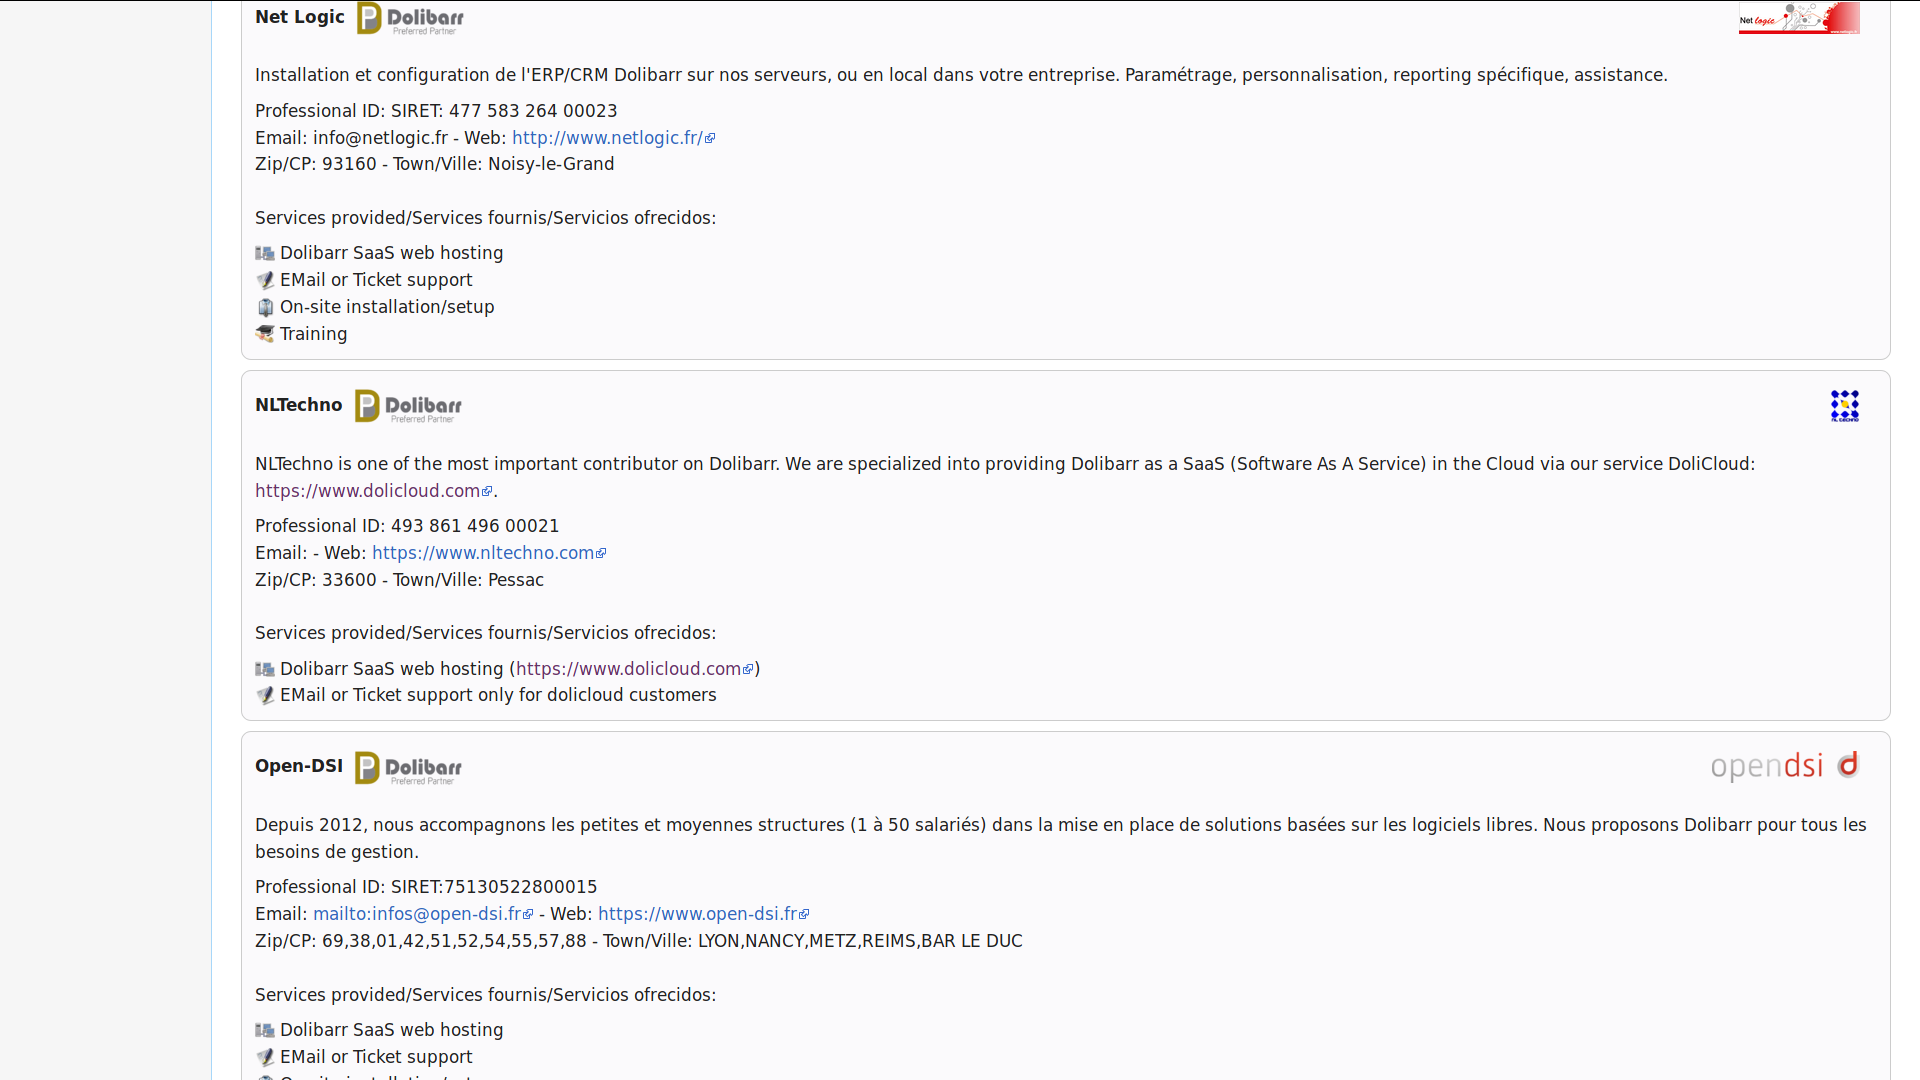 Net Logic Dolibarr Preferred Partner Net logic
Installation et configuration de l'ERP/CRM Dolibarr sur nos serveurs, ou en local dans votre entreprise. Paramétrage, personnalisation, reporting spécifique, assistance.
Professional ID: SIRET: 477 583 264 00023
Email: info@netlogic.fr - Web: http://www.netlogic.fr/
Zip/CP: 93160 - Town/Ville: Noisy-le-Grand
Services provided/Services fournis/Servicios ofrecidos:
Dolibarr SaaS web hosting
EMail or Ticket support
On-site installation/setup
Training
NLTechno Dolibarr Preferred Partner NL TECHNO
NLTechno is one of the most important contributor on Dolibarr. We are specialized into providing Dolibarr as a SaaS (Software As A Service) in the Cloud via our service DoliCloud:
https://www.dolicloud.com.
Professional ID: 493 861 496 00021
Email: - Web: https://www.nltechno.com
Zip/CP: 33600 - Town/Ville: Pessac
Services provided/Services fournis/Servicios ofrecidos:
Dolibarr SaaS web hosting (https://www.dolicloud.com)
EMail or Ticket support only for dolicloud customers
Open-DSI Dolibarr Preferred Partner opendsi d
Depuis 2012, nous accompagnons les petites et moyennes structures (1 à 50 salariés) dans la mise en place de solutions basées sur les logiciels libres. Nous proposons Dolibarr pour tous les
besoins de gestion.
Professional ID: SIRET:75130522800015
Email: mailto:infos@open-dsi.fr - Web: https://www.open-dsi.fr
Zip/CP: 69,38,01,42,51,52,54,55,57,88 - Town/Ville: LYON,NANCY,METZ,REIMS,BAR LE DUC
Services provided/Services fournis/Servicios ofrecidos:
Dolibarr SaaS web hosting
EMail or Ticket support